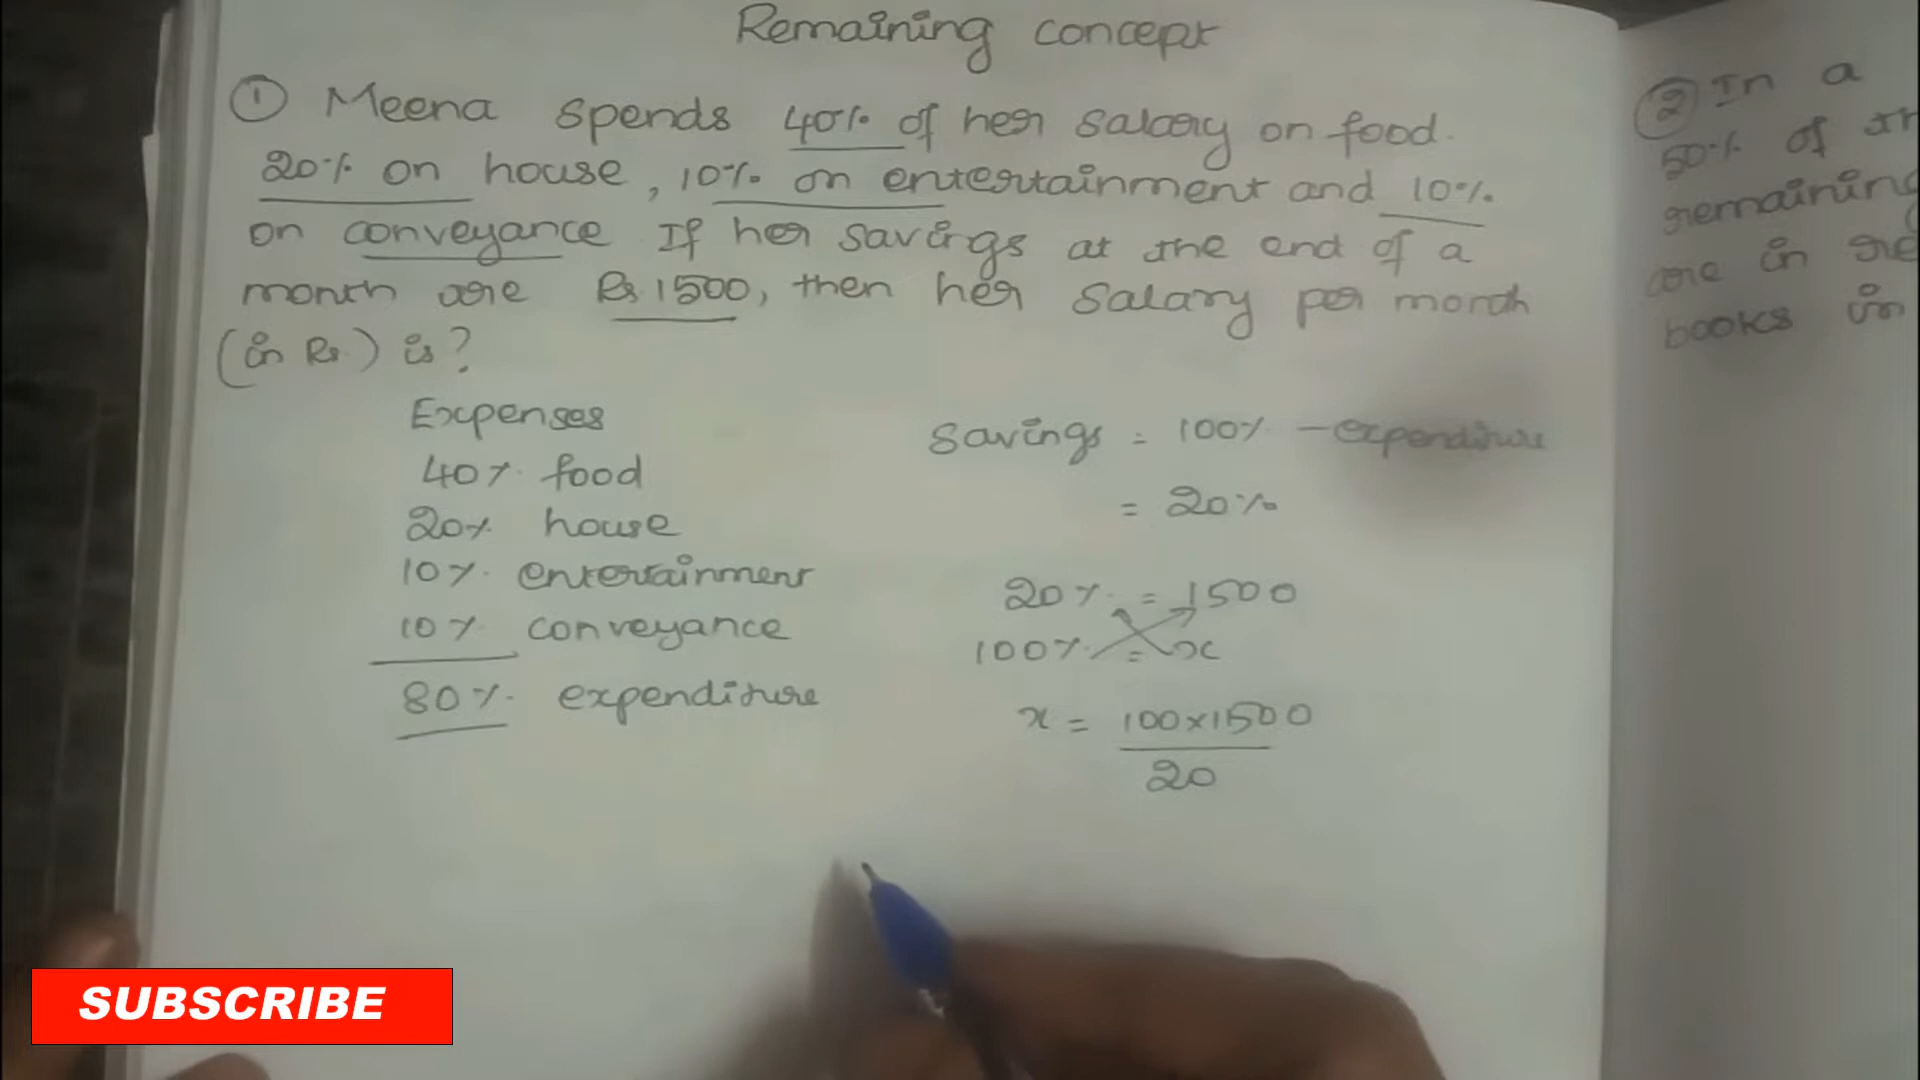 Remaining concept
① Meena spends 40% of her salary on food.
20% on house, 10% on entertainment and 10%
on conveyance If her savings at the end of a
month are Rs 1500, then her salary per month
(in Rs.) is?
Expenses
40% food
20% house
10% entertainment
10% conveyance
80% expenditure
Savings = 100% - expenditure
= 20%
20% = 1500
100% = x
x = 100×1500
20
② In a
50% of
remaining
are in
books in
SUBSCRIBE